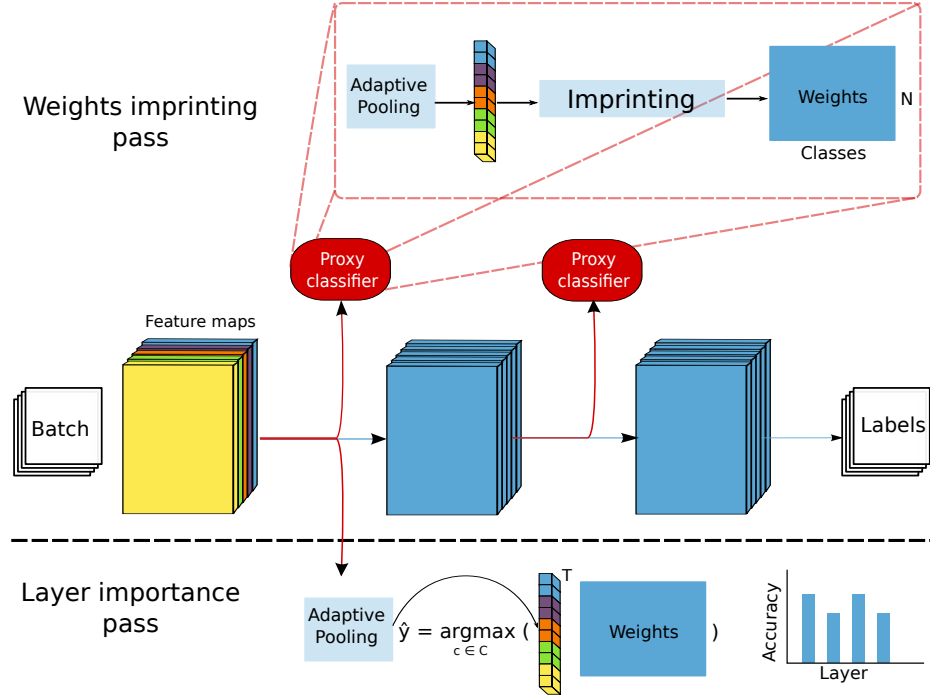 Weights imprinting
pass
Adaptive
Pooling
Imprinting
Weights
N
Classes
Proxy
classifier
Proxy
classifier
Feature maps
Batch
Labels
Layer importance
pass
Adaptive
Pooling
ŷ = argmax (
c ∈ C
T
Weights
)
Accuracy
Layer